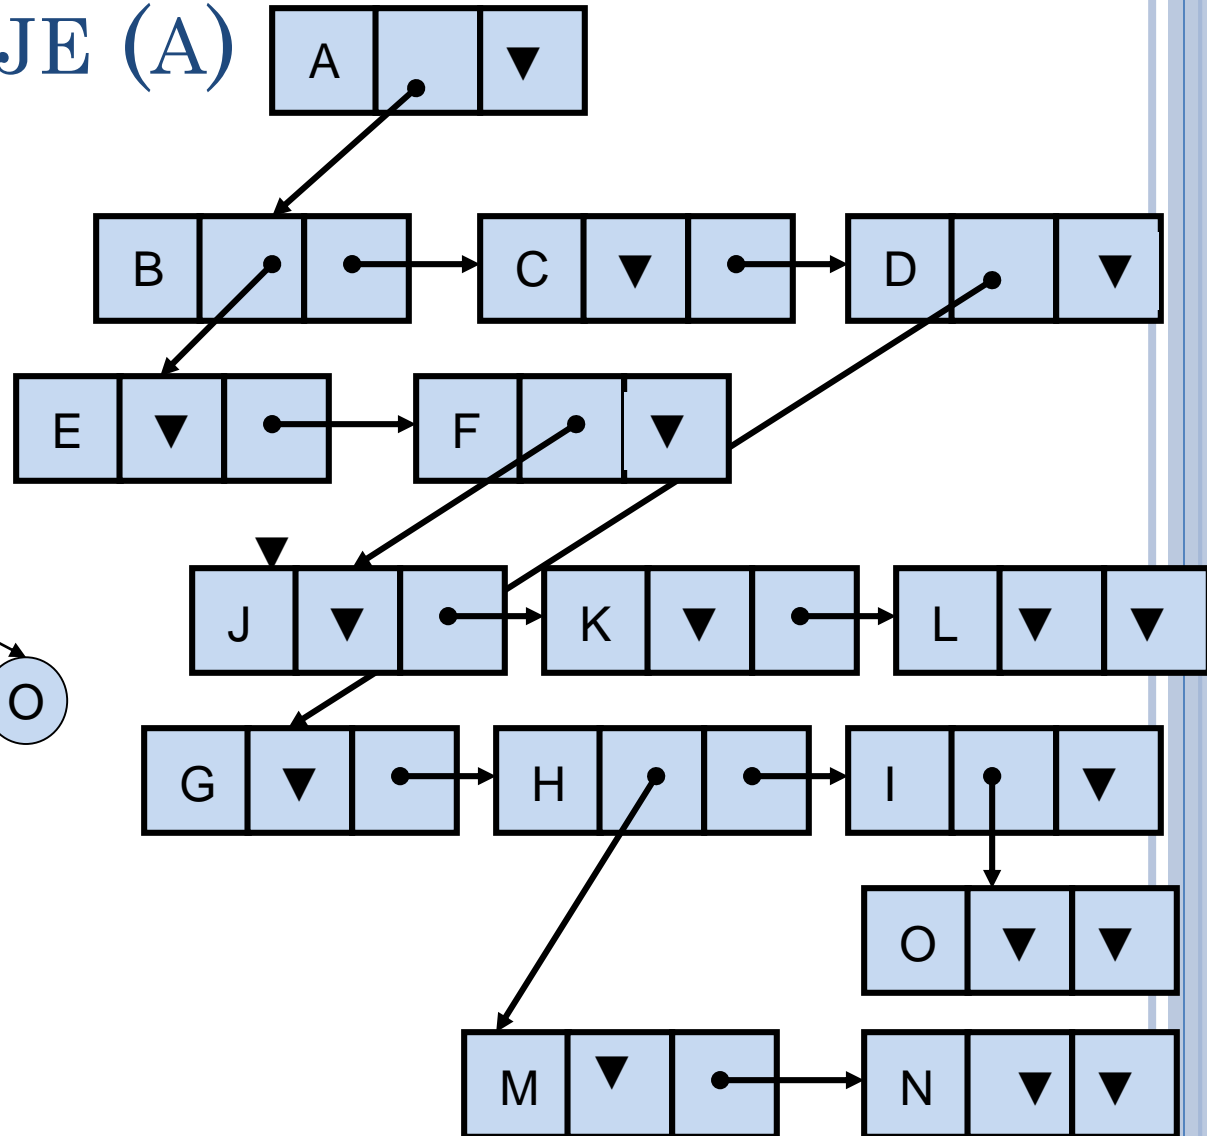 JE (A)
A ▼
B C ▼ D ▼
E ▼ F ▼
▼
J ▼ K ▼ L ▼ ▼
O
G ▼ H I ▼
O ▼ ▼
M ▼ N ▼ ▼